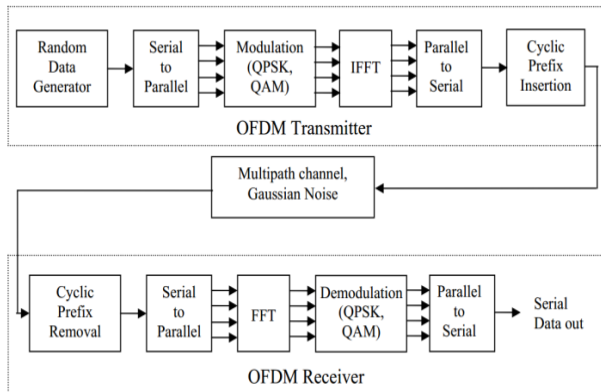 Random
Data
Generator
Serial
to
Parallel
Modulation
(QPSK,
QAM)
IFFT
Parallel
to
Serial
Cyclic
Prefix
Insertion
OFDM Transmitter
Multipath channel,
Gaussian Noise
Cyclic
Prefix
Removal
Serial
to
Parallel
FFT
Demodulation
(QPSK,
QAM)
Parallel
to
Serial
Serial
Data out
OFDM Receiver